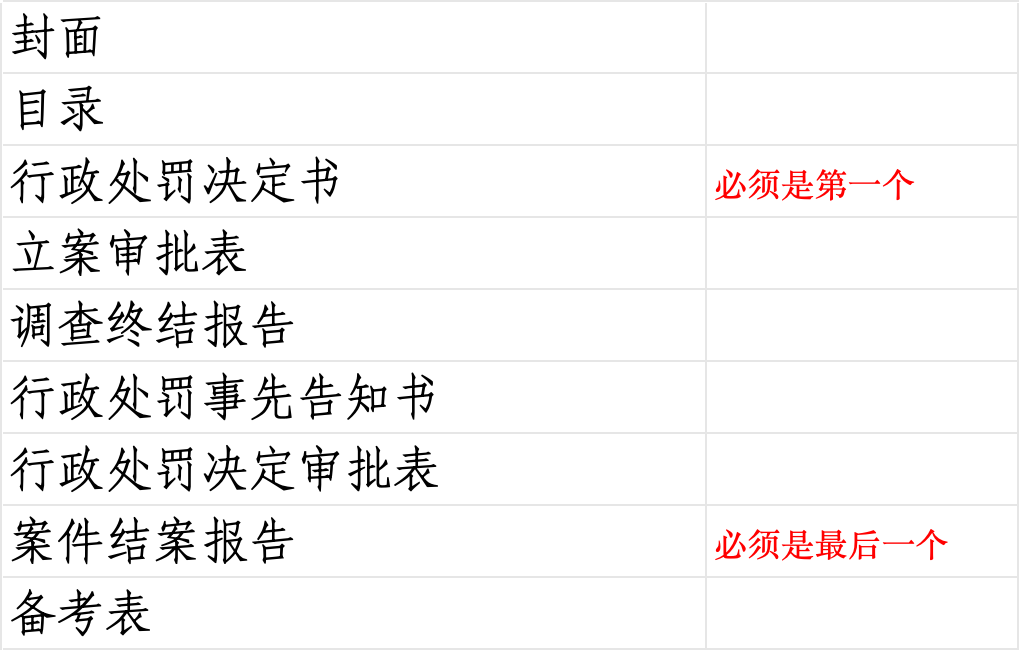 封面
目录
行政处罚决定书 必须是第一个
立案审批表
调查终结报告
行政处罚事先告知书
行政处罚决定审批表
案件结案报告 必须是最后一个
备考表